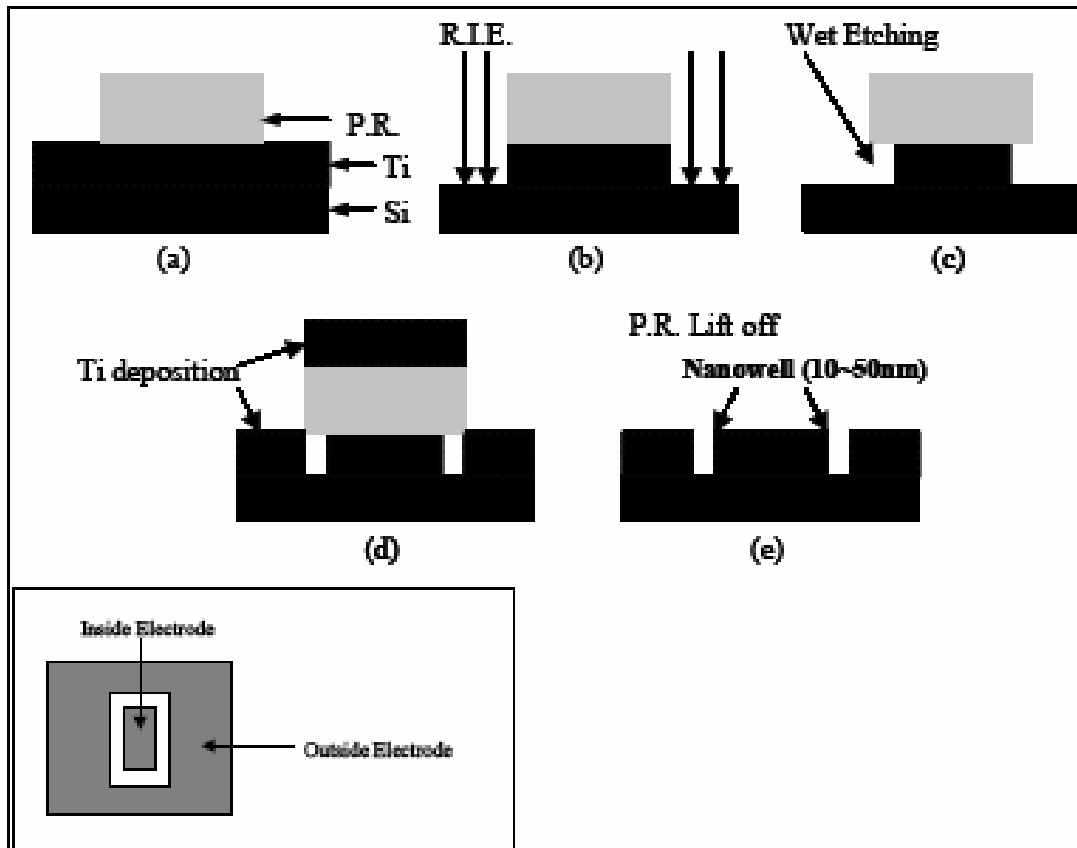 R.I.E.
Wet Etching
P.R.
Ti
Si
(a)
(b)
(c)
P.R. Lift off
Ti deposition
Nanowell (10~50nm)
(d)
(e)
Inside Electrode
Outside Electrode